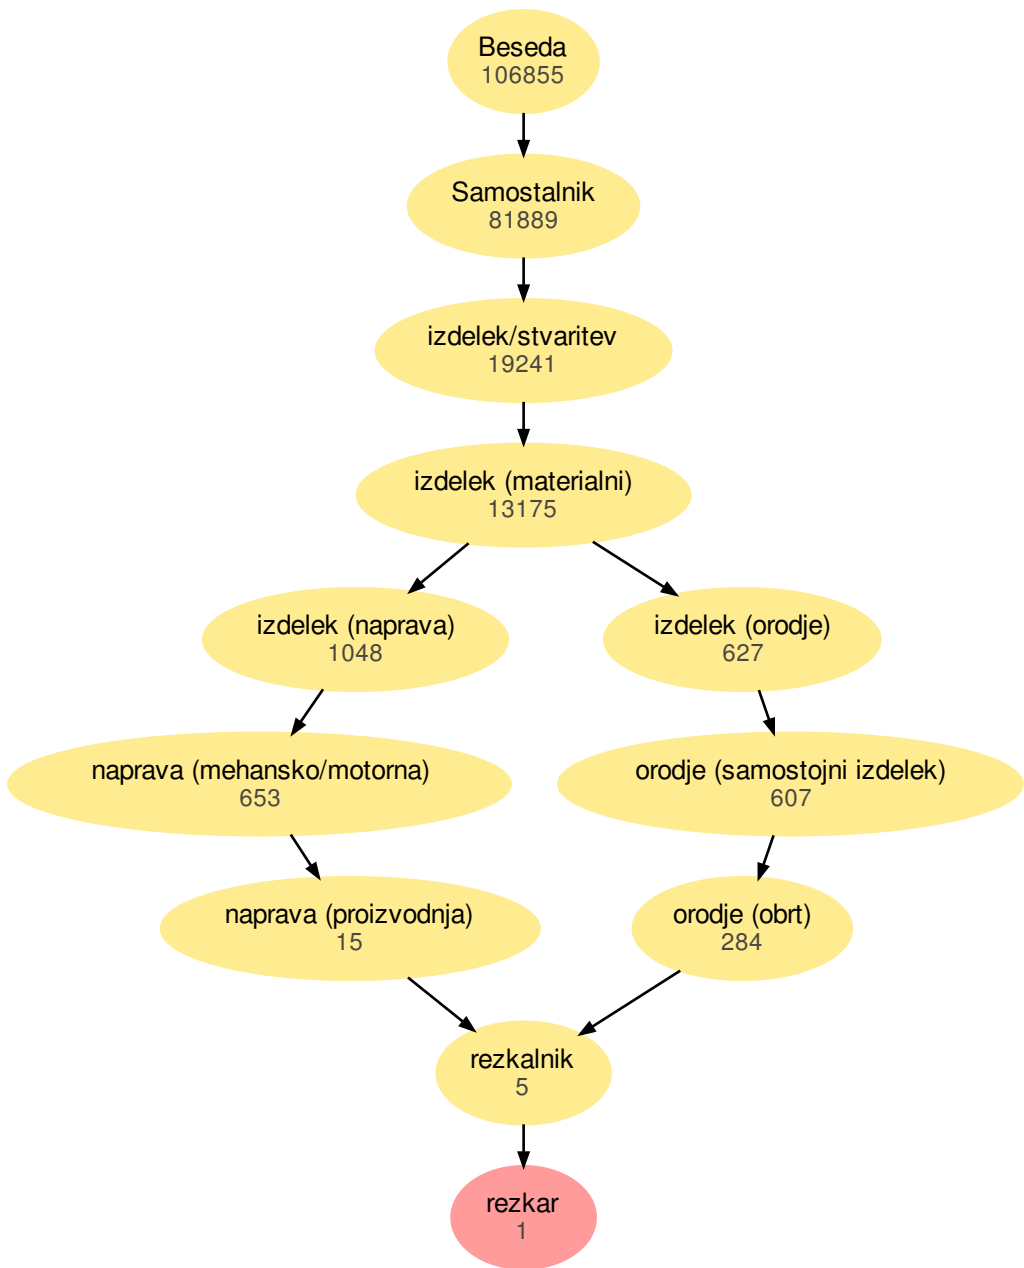 Beseda
106855
Samostalnik
81889
izdelek/stvaritev
19241
izdelek (materialni)
13175
izdelek (naprava)
1048
izdelek (orodje)
627
naprava (mehansko/motorna)
653
orodje (samostojni izdelek)
607
naprava (proizvodnja)
15
orodje (obrt)
284
rezkalnik
5
rezkar
1